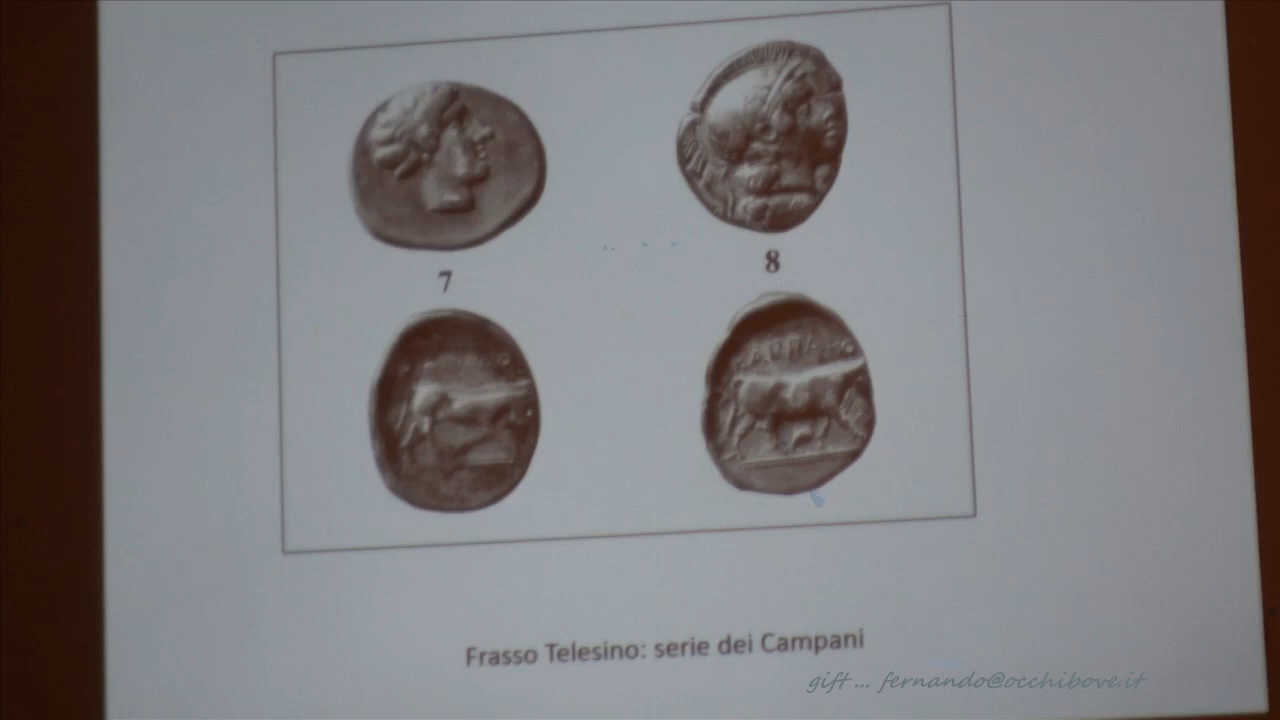 7
8
Frasso Telesino: serie dei Campani
gift ... fernando@occhibove.it